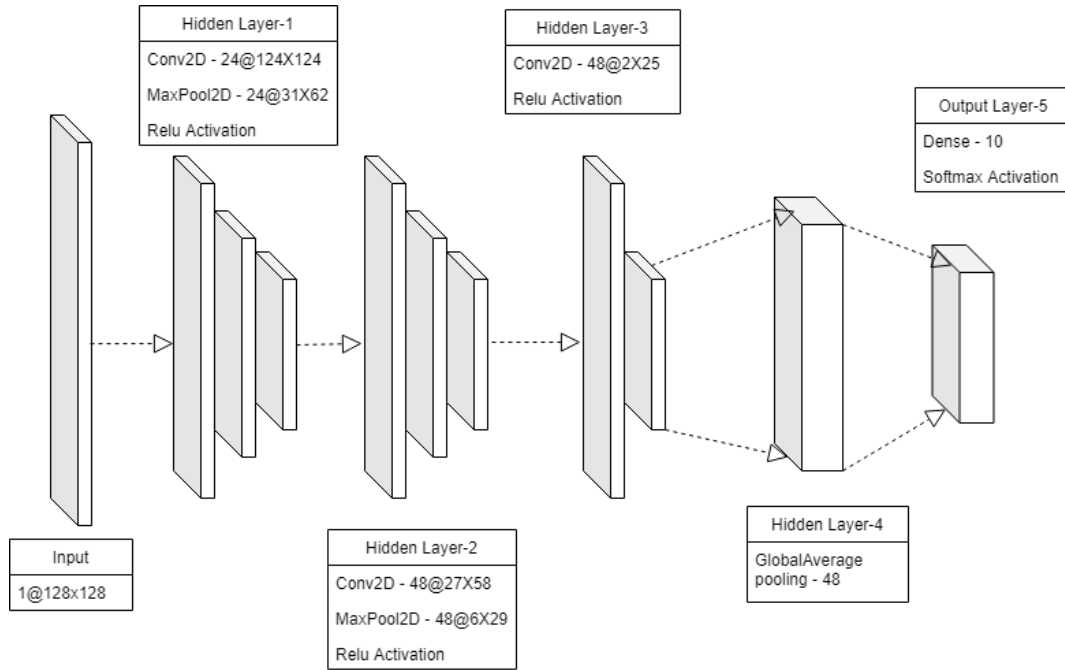 Hidden Layer-1
Conv2D - 24@124X124
MaxPool2D - 24@31X62
Relu Activation
Hidden Layer-3
Conv2D - 48@2X25
Relu Activation
Output Layer-5
Dense - 10
Softmax Activation
Input
1@128x128
Hidden Layer-2
Conv2D - 48@27X58
MaxPool2D - 48@6X29
Relu Activation
Hidden Layer-4
GlobalAverage
pooling - 48